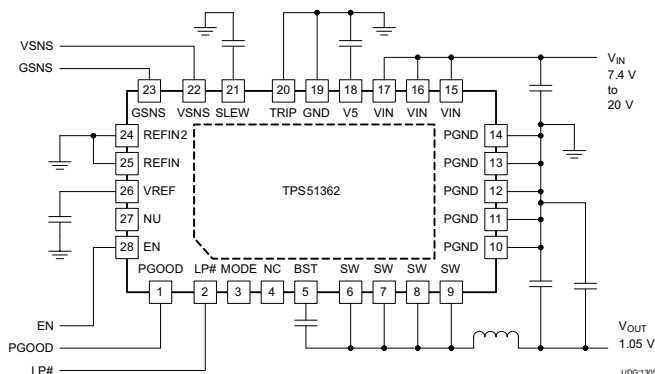 VSNS
GSNS
23 22 21 20 19 18 17 16 15
GSNS VSNS SLEW TRIP GND V5 VIN VIN VIN
V_IN
7.4 V
to
20 V
24 REFIN2
25 REFIN
26 VREF
27 NU
28 EN
TPS51362
PGND 14
PGND 13
PGND 12
PGND 11
PGND 10
PGOOD LP# MODE NC BST SW SW SW SW
1 2 3 4 5 6 7 8 9
EN
PGOOD
LP#
V_OUT
1.05 V